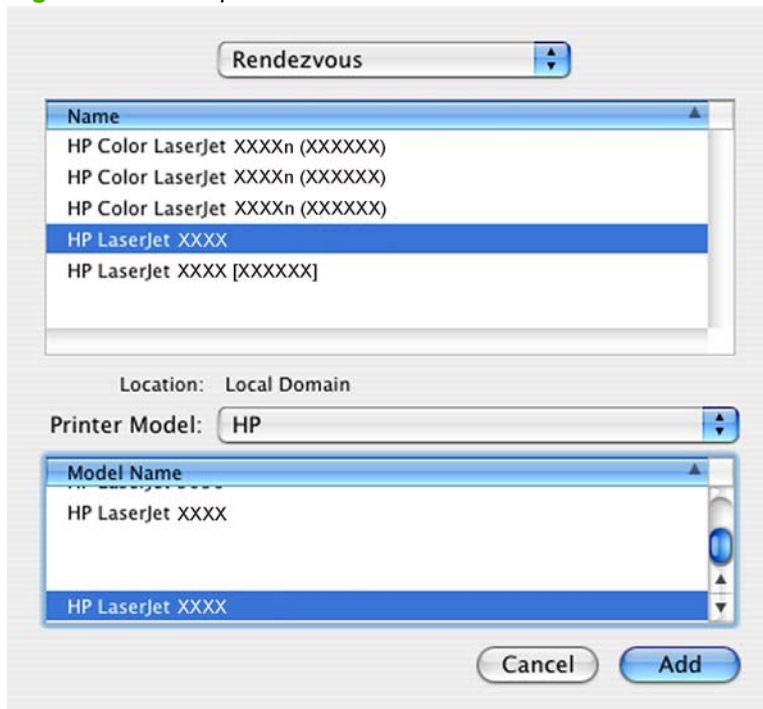 Rendezvous
Name
HP Color LaserJet XXXXn (XXXXXX)
HP Color LaserJet XXXXn (XXXXXX)
HP Color LaserJet XXXXn (XXXXXX)
HP LaserJet XXXX
HP LaserJet XXXX [XXXXXX]
Location: Local Domain
Printer Model: HP
Model Name
HP LaserJet XXXX
HP LaserJet XXXX
Cancel Add